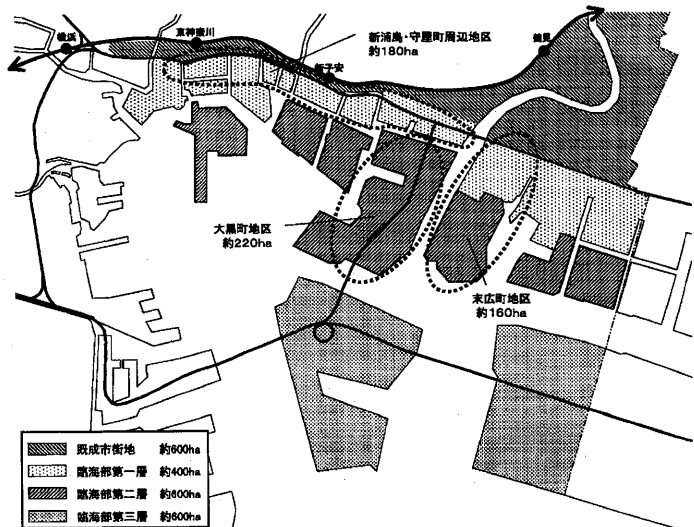 横浜
東神奈川
新子安
鶴見
新浦島・守屋町周辺地区
約180ha
大黒町地区
約220ha
末広町地区
約160ha
既成市街地 約600ha
臨海部第一層 約400ha
臨海部第二層 約600ha
臨海部第三層 約600ha